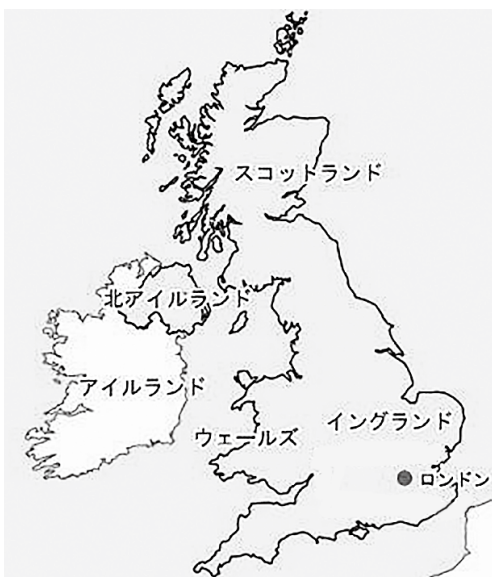 スコットランド
北アイルランド
アイルランド
イングランド
ウェールズ
ロンドン